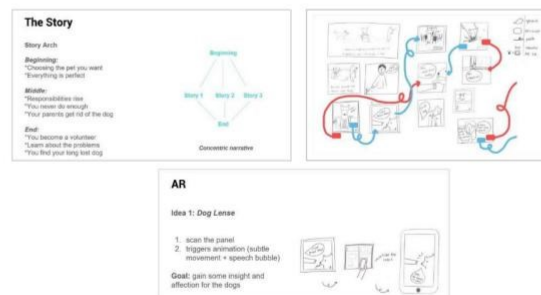 The Story
Story Arch
Beginning:
*Choosing the pet you want
*Everything is perfect
Middle:
*Responsibilities rise
*You never do enough
*Your parents get rid of the dog
End:
*You become a volunteer
*Learn about the problems
*You find your long lost dog
Beginning
Story 1 Story 2 Story 3
End
Concentric narrative
AR
Idea 1: Dog Lense
1. scan the panel
2. triggers animation (subtle
movement + speech bubble)
Goal: gain some insight and
affection for the dogs